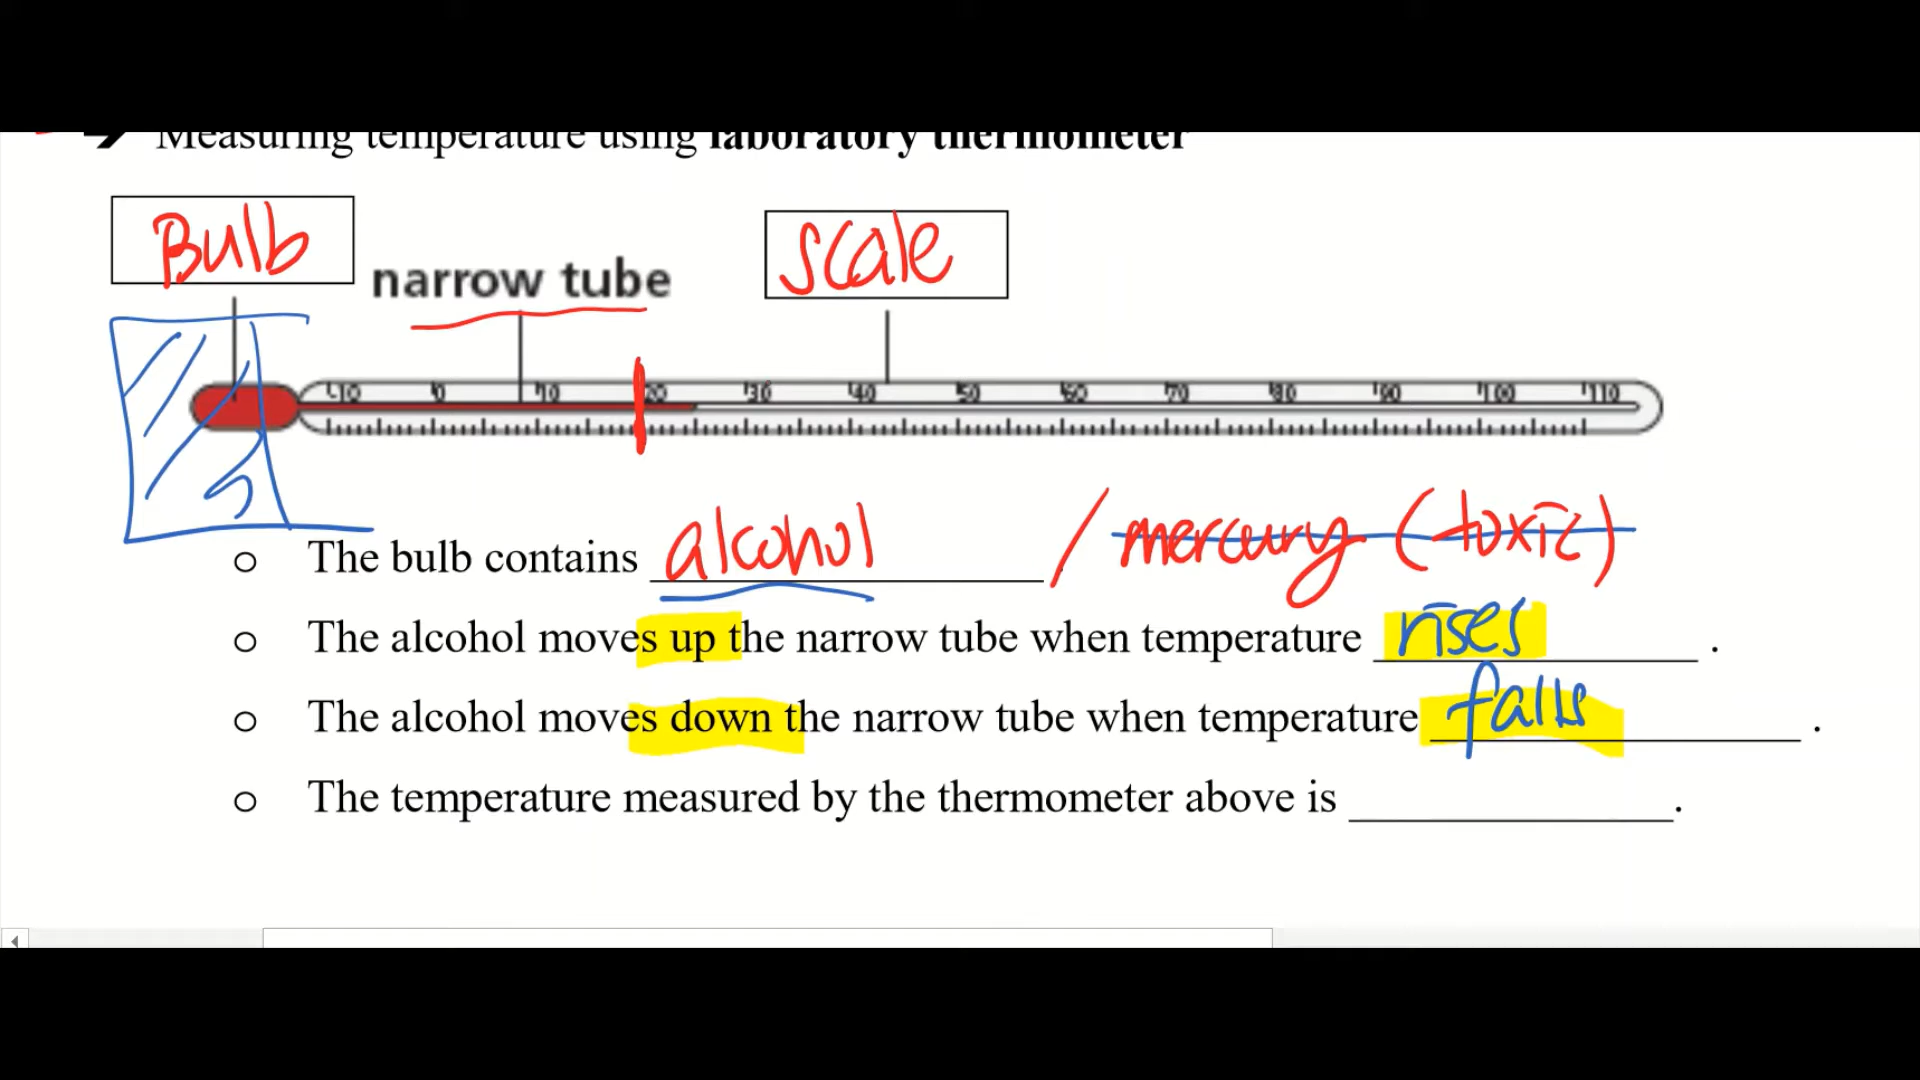 Measuring temperature using laboratory thermometer
Bulb
narrow tube
scale
-10 0 10 20 30 40 50 60 70 80 90 100 110
The bulb contains alcohol / mercury (toxic)
The alcohol moves up the narrow tube when temperature rises.
The alcohol moves down the narrow tube when temperature falls.
The temperature measured by the thermometer above is ______.